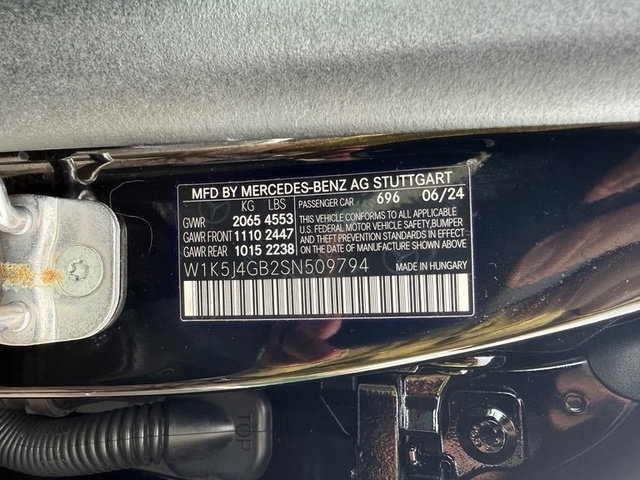 MFD BY MERCEDES-BENZ AG STUTTGART
KG LBS PASSENGER CAR 696 06/24
GVWR 2065 4553
GAWR FRONT 1110 2447
GAWR REAR 1015 2238
THIS VEHICLE CONFORMS TO ALL APPLICABLE
U.S. FEDERAL MOTOR VEHICLE SAFETY, BUMPER
AND THEFT PREVENTION STANDARDS IN EFFECT
ON THE DATE OF MANUFACTURE SHOWN ABOVE
W1K5J4GB2SN509794 MADE IN HUNGARY
TOP